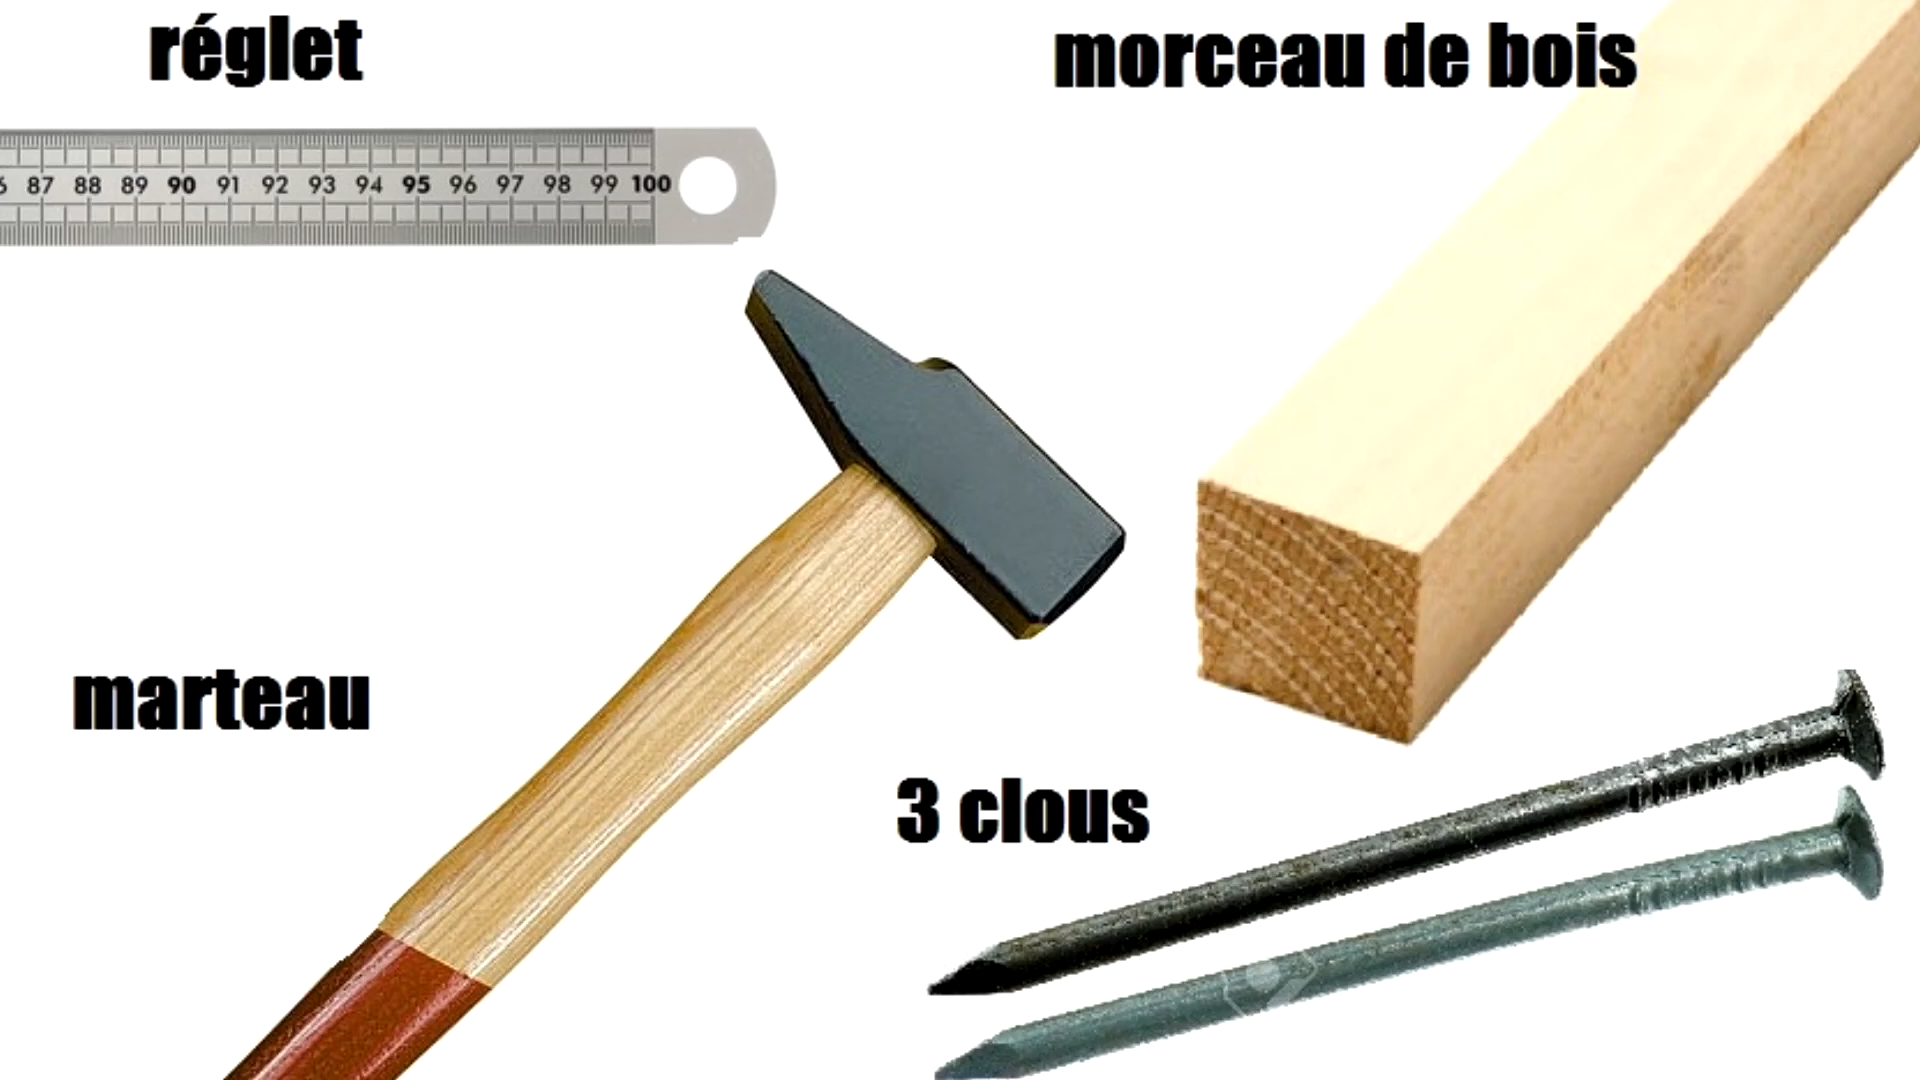 réglet
morceau de bois
87 88 89 90 91 92 93 94 95 96 97 98 99 100
marteau
3 clous